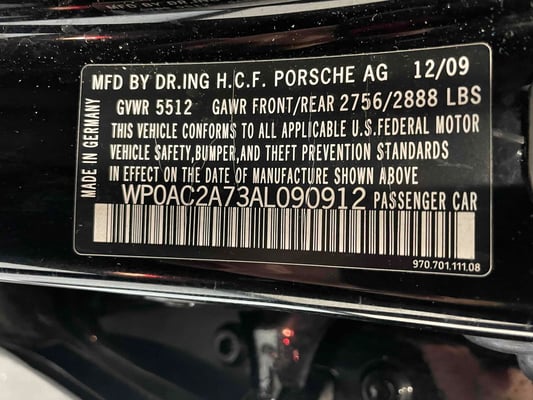 MFD BY DR.ING H.C.F. PORSCHE AG 12/09
GVWR 5512 GAWR FRONT/REAR 2756/2888 LBS
THIS VEHICLE CONFORMS TO ALL APPLICABLE U.S.FEDERAL MOTOR
VEHICLE SAFETY,BUMPER,AND THEFT PREVENTION STANDARDS
IN EFFECT ON THE DATE OF MANUFACTURE SHOWN ABOVE
WP0AC2A73AL090912 PASSENGER CAR
MADE IN GERMANY
970.701.111.08